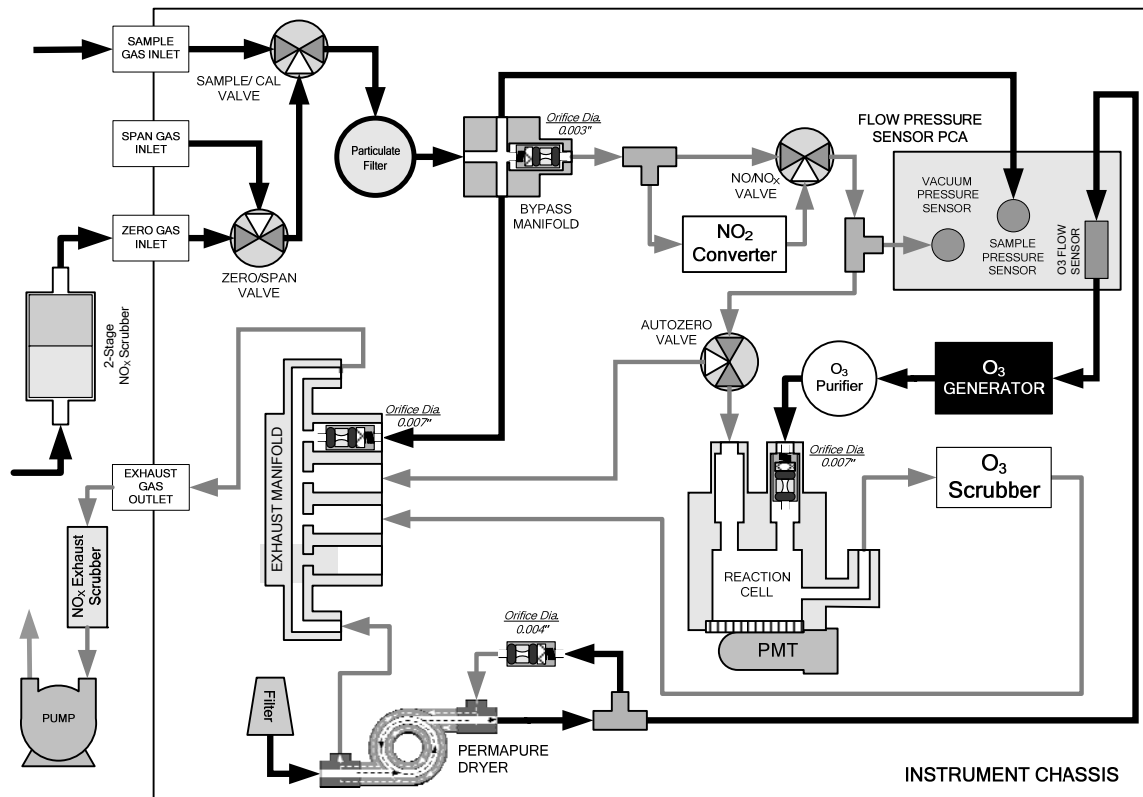 SAMPLE
GAS INLET
SAMPLE/ CAL
VALVE
SPAN GAS
INLET
ZERO GAS
INLET
ZERO/SPAN
VALVE
2-Stage
NOx Scrubber
Particulate
Filter
Orifice Dia.
0.003"
BYPASS
MANIFOLD
NO/NOx
VALVE
NO2
Converter
FLOW PRESSURE
SENSOR PCA
VACUUM
PRESSURE
SENSOR
SAMPLE
PRESSURE
SENSOR
O3 FLOW
SENSOR
AUTOZERO
VALVE
O3
Purifier
O3
GENERATOR
Orifice Dia.
0.007"
EXHAUST MANIFOLD
EXHAUST
GAS
OUTLET
NOx Exhaust
Scrubber
PUMP
Orifice Dia.
0.007"
O3
Scrubber
REACTION
CELL
PMT
Orifice Dia.
0.004"
Filter
PERMAPURE
DRYER
INSTRUMENT CHASSIS